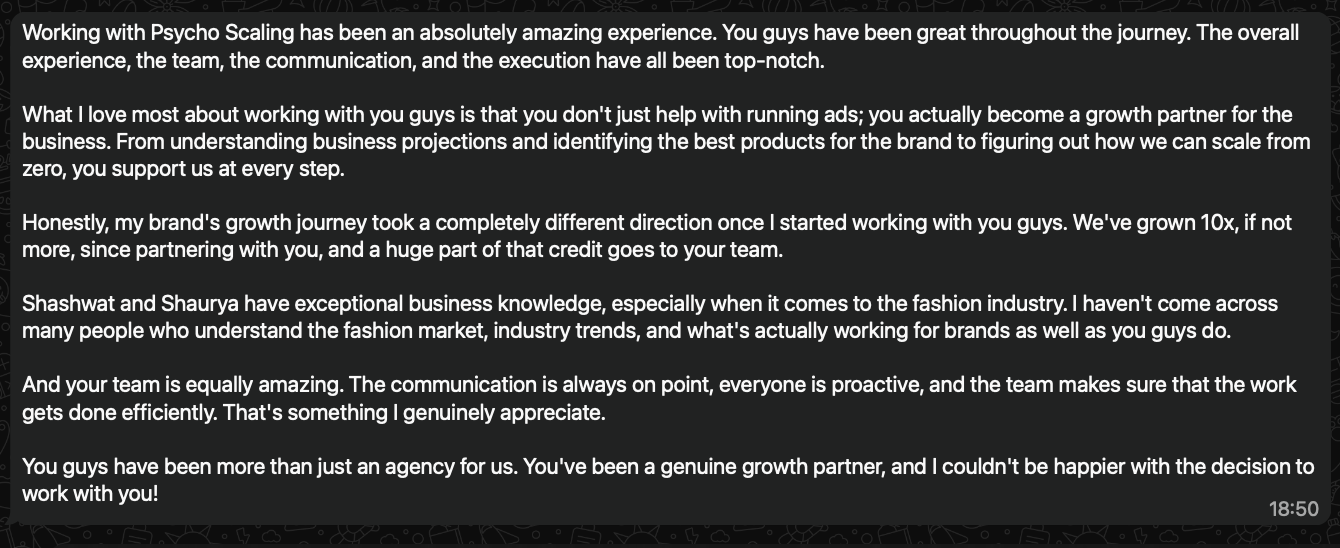 Working with Psycho Scaling has been an absolutely amazing experience. You guys have been great throughout the journey. The overall
experience, the team, the communication, and the execution have all been top-notch.
What I love most about working with you guys is that you don't just help with running ads; you actually become a growth partner for the
business. From understanding business projections and identifying the best products for the brand to figuring out how we can scale from
zero, you support us at every step.
Honestly, my brand's growth journey took a completely different direction once I started working with you guys. We've grown 10x, if not
more, since partnering with you, and a huge part of that credit goes to your team.
Shashwat and Shaurya have exceptional business knowledge, especially when it comes to the fashion industry. I haven't come across
many people who understand the fashion market, industry trends, and what's actually working for brands as well as you guys do.
And your team is equally amazing. The communication is always on point, everyone is proactive, and the team makes sure that the work
gets done efficiently. That's something I genuinely appreciate.
You guys have been more than just an agency for us. You've been a genuine growth partner, and I couldn't be happier with the decision to
work with you!
18:50